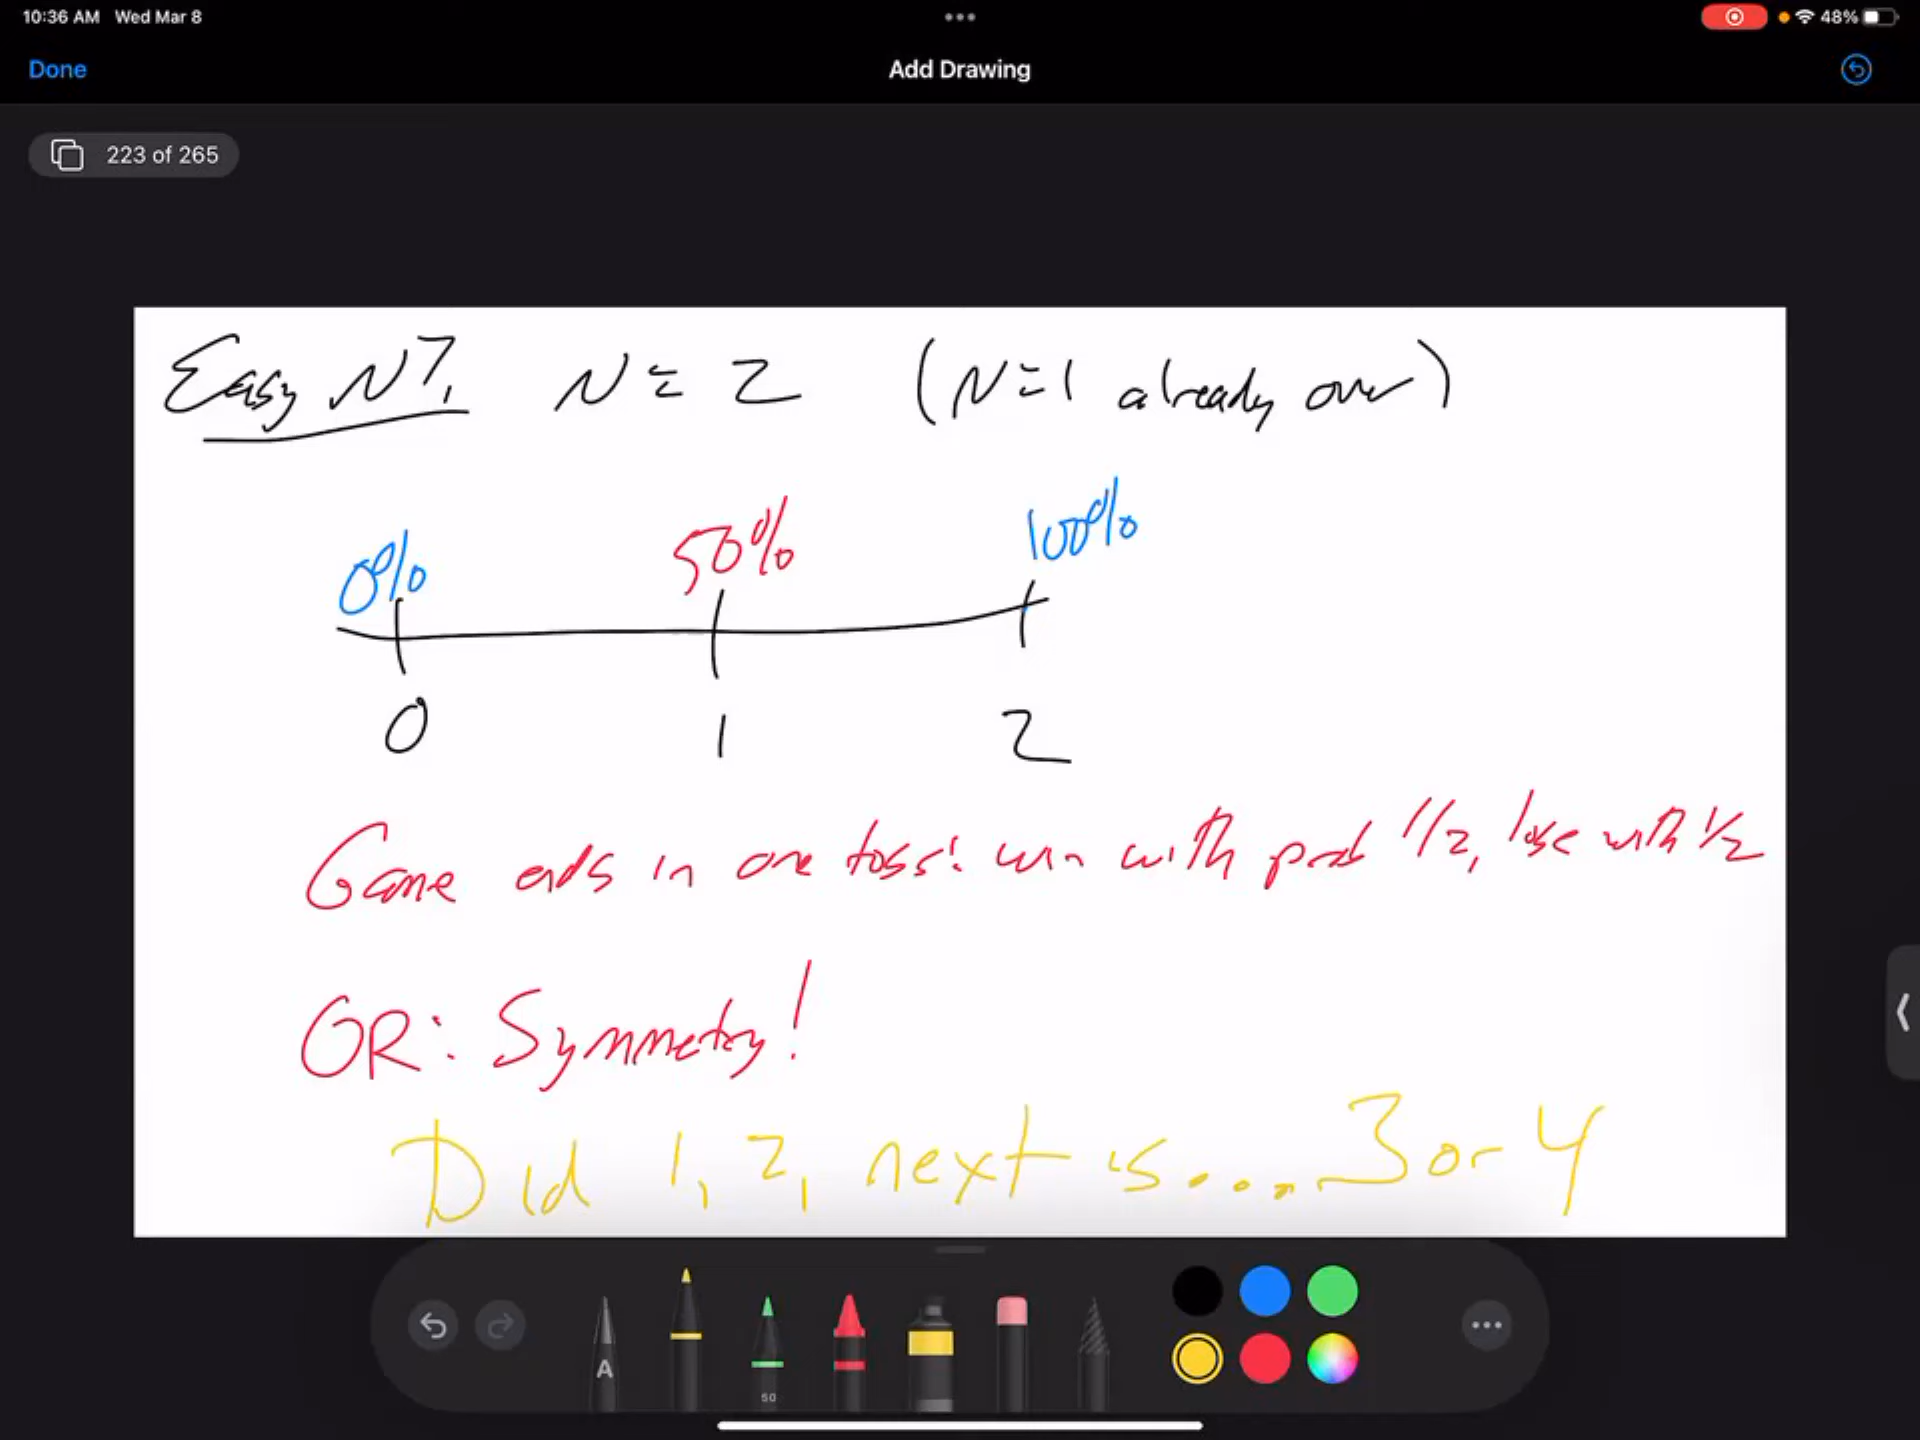 10:36 AM Wed Mar 8
48%
Done
Add Drawing
223 of 265
Easy N?. N = 2 (N=1 already over)
0% 50% 100%
0 1 2
Game ends in one toss: win with prob 1/2, lose with 1/2
OR: Symmetry!
Did 1, 2, next is.... 3 or 4
A
50